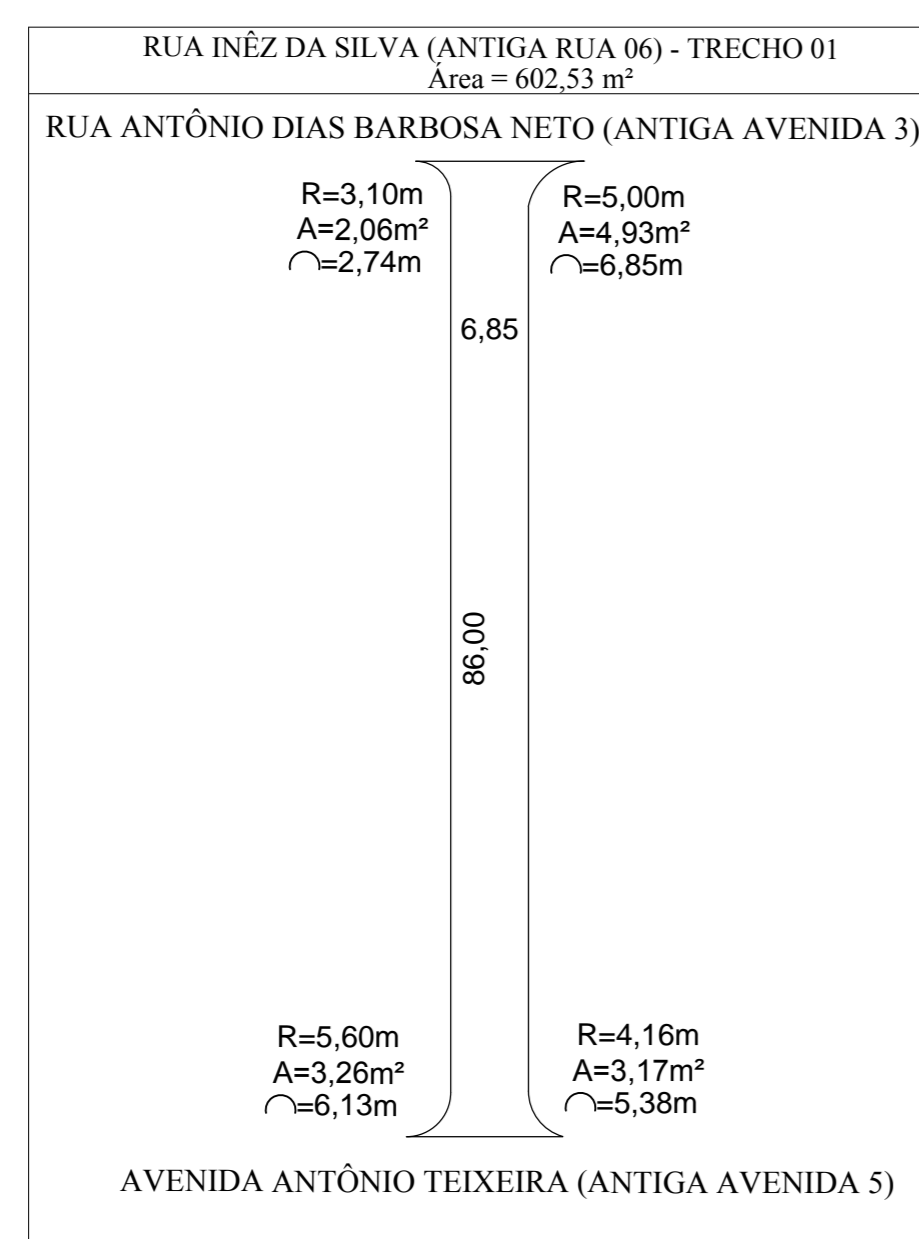 RUA INÊZ DA SILVA (ANTIGA RUA 06) - TRECHO 01
Área = 602,53 m²
RUA ANTÔNIO DIAS BARBOSA NETO (ANTIGA AVENIDA 3)
R=3,10m
A=2,06m²
⌒=2,74m
R=5,00m
A=4,93m²
⌒=6,85m
6,85
86,00
R=5,60m
A=3,26m²
⌒=6,13m
R=4,16m
A=3,17m²
⌒=5,38m
AVENIDA ANTÔNIO TEIXEIRA (ANTIGA AVENIDA 5)